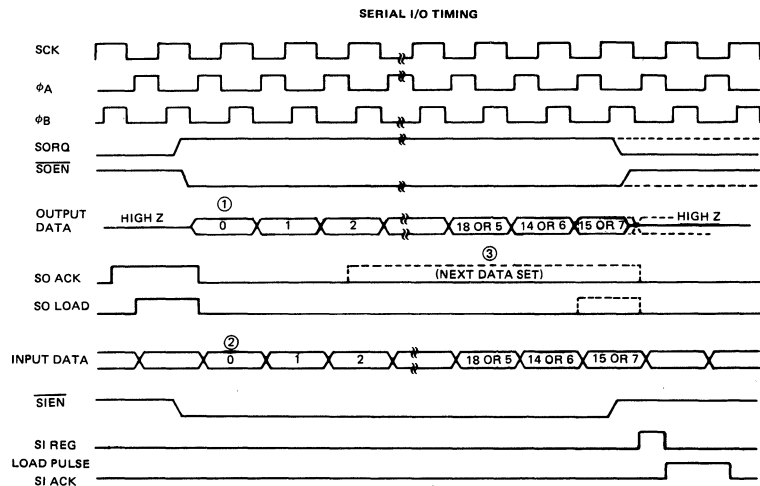 SERIAL I/O TIMING
SCK
ϕA
ϕB
SORQ
SOEN
OUTPUT DATA
HIGH Z
①
0
1
2
18 OR 5
14 OR 6
15 OR 7
HIGH Z
SO ACK
③
(NEXT DATA SET)
SO LOAD
INPUT DATA
②
0
1
2
18 OR 5
14 OR 6
15 OR 7
SIEN
SI REG
LOAD PULSE
SI ACK